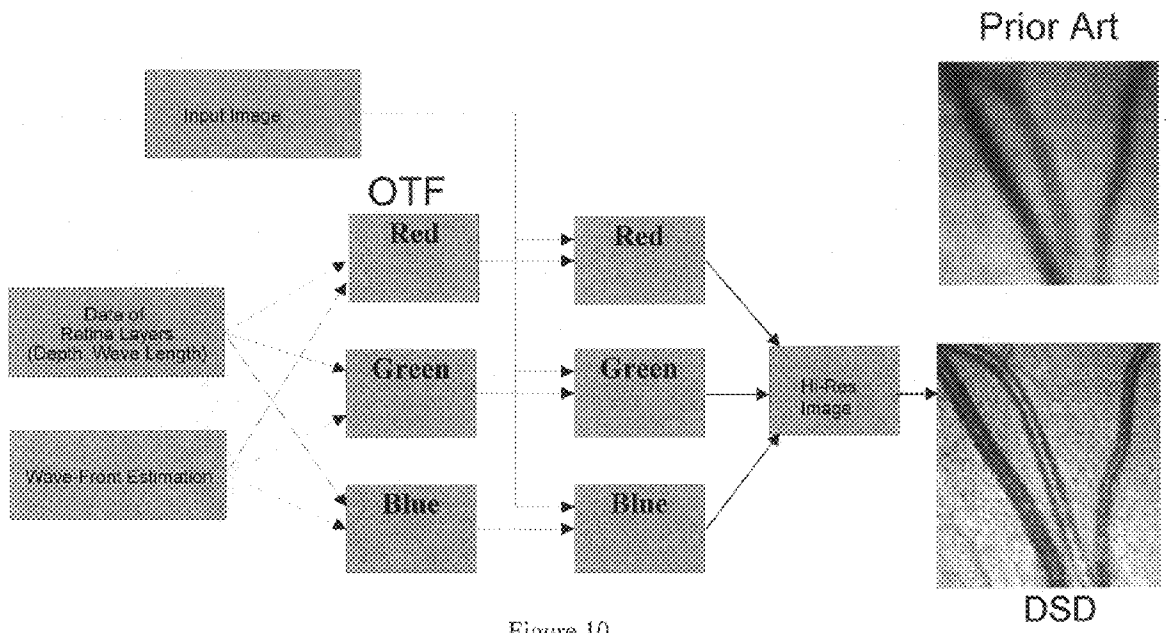 Prior Art
Input Image
OTF
Red
Red
Data of
Retina Layers
(Depth, Wave Length)
Green
Green
Hi-Res
Image
Wave-Front Estimation
Blue
Blue
DSD
Figure 10